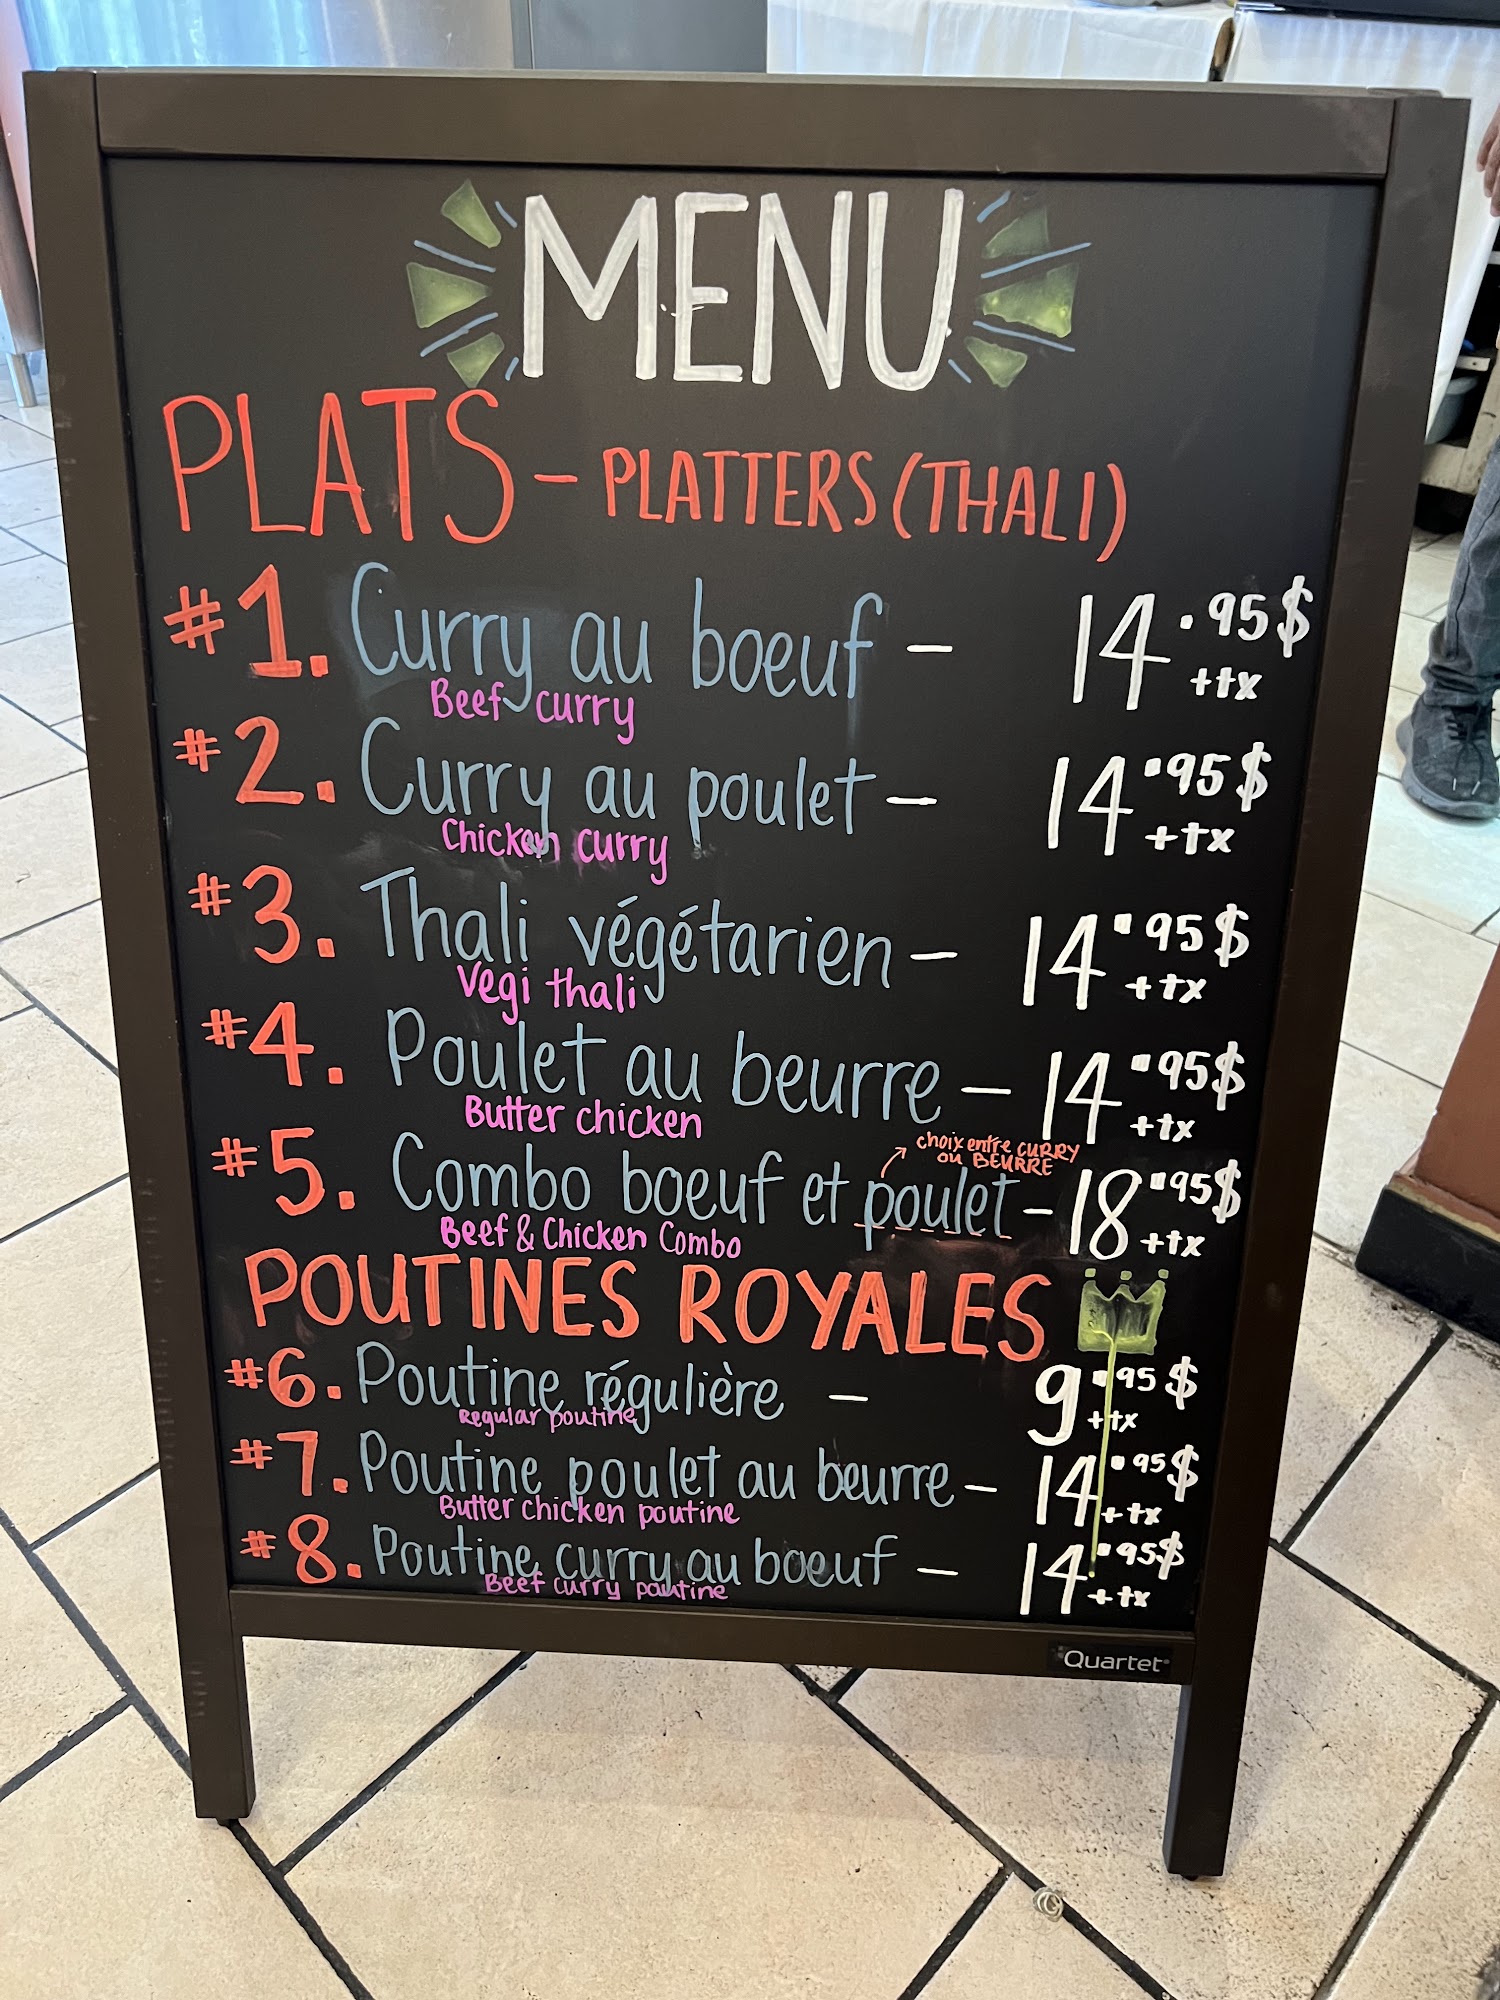 MENU
PLATS - PLATTERS (THALI)
#1. Curry au boeuf - 14.95$
+tx
Beef curry
#2. Curry au poulet - 14.95$
+tx
Chicken curry
#3. Thali végétarien - 14.95$
+tx
Vegi thali
#4. Poulet au beurre - 14.95$
+tx
Butter chicken
choix entre CURRY
ou BEURRE
#5. Combo boeuf et poulet - 18.95$
+tx
Beef & Chicken Combo
POUTINES ROYALES
#6. Poutine régulière - 9.95$
+tx
Regular poutine
#7. Poutine poulet au beurre - 14.95$
+tx
Butter chicken poutine
#8. Poutine curry au boeuf - 14.95$
+tx
Beef curry poutine
Quartet